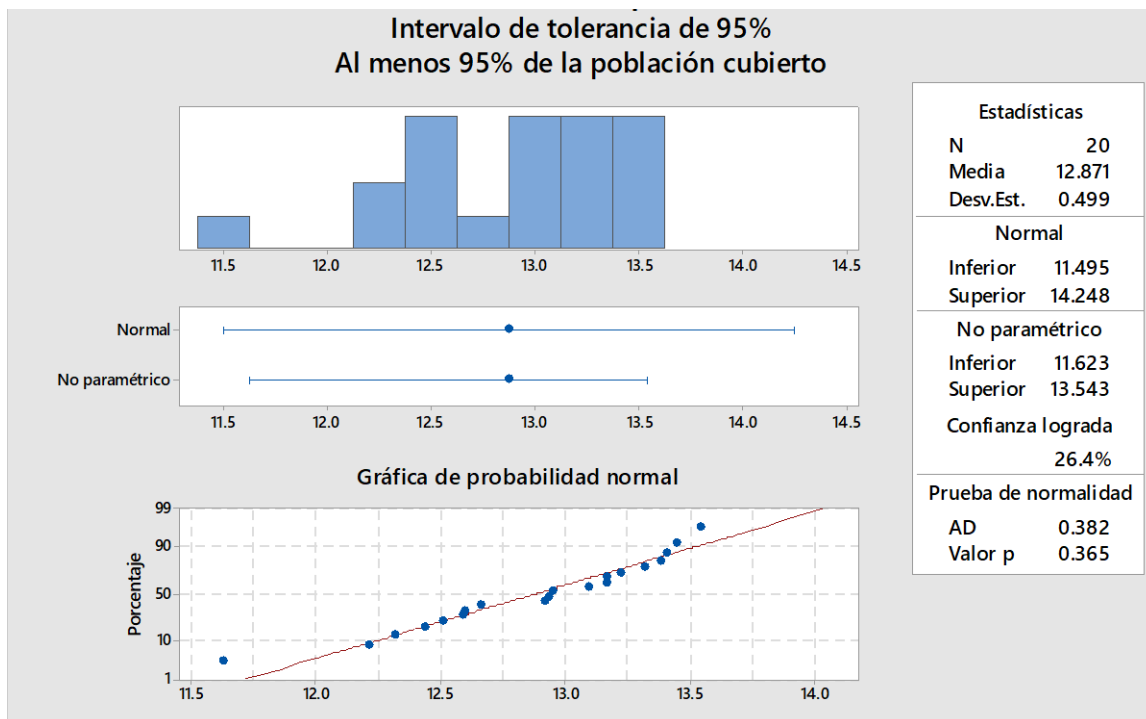 Intervalo de tolerancia de 95%
Al menos 95% de la población cubierto
11.5 12.0 12.5 13.0 13.5 14.0 14.5
Normal
No paramétrico
11.5 12.0 12.5 13.0 13.5 14.0 14.5
Gráfica de probabilidad normal
Porcentaje
99
90
50
10
1
11.5 12.0 12.5 13.0 13.5 14.0
Estadísticas
N 20
Media 12.871
Desv.Est. 0.499
Normal
Inferior 11.495
Superior 14.248
No paramétrico
Inferior 11.623
Superior 13.543
Confianza lograda
26.4%
Prueba de normalidad
AD 0.382
Valor p 0.365